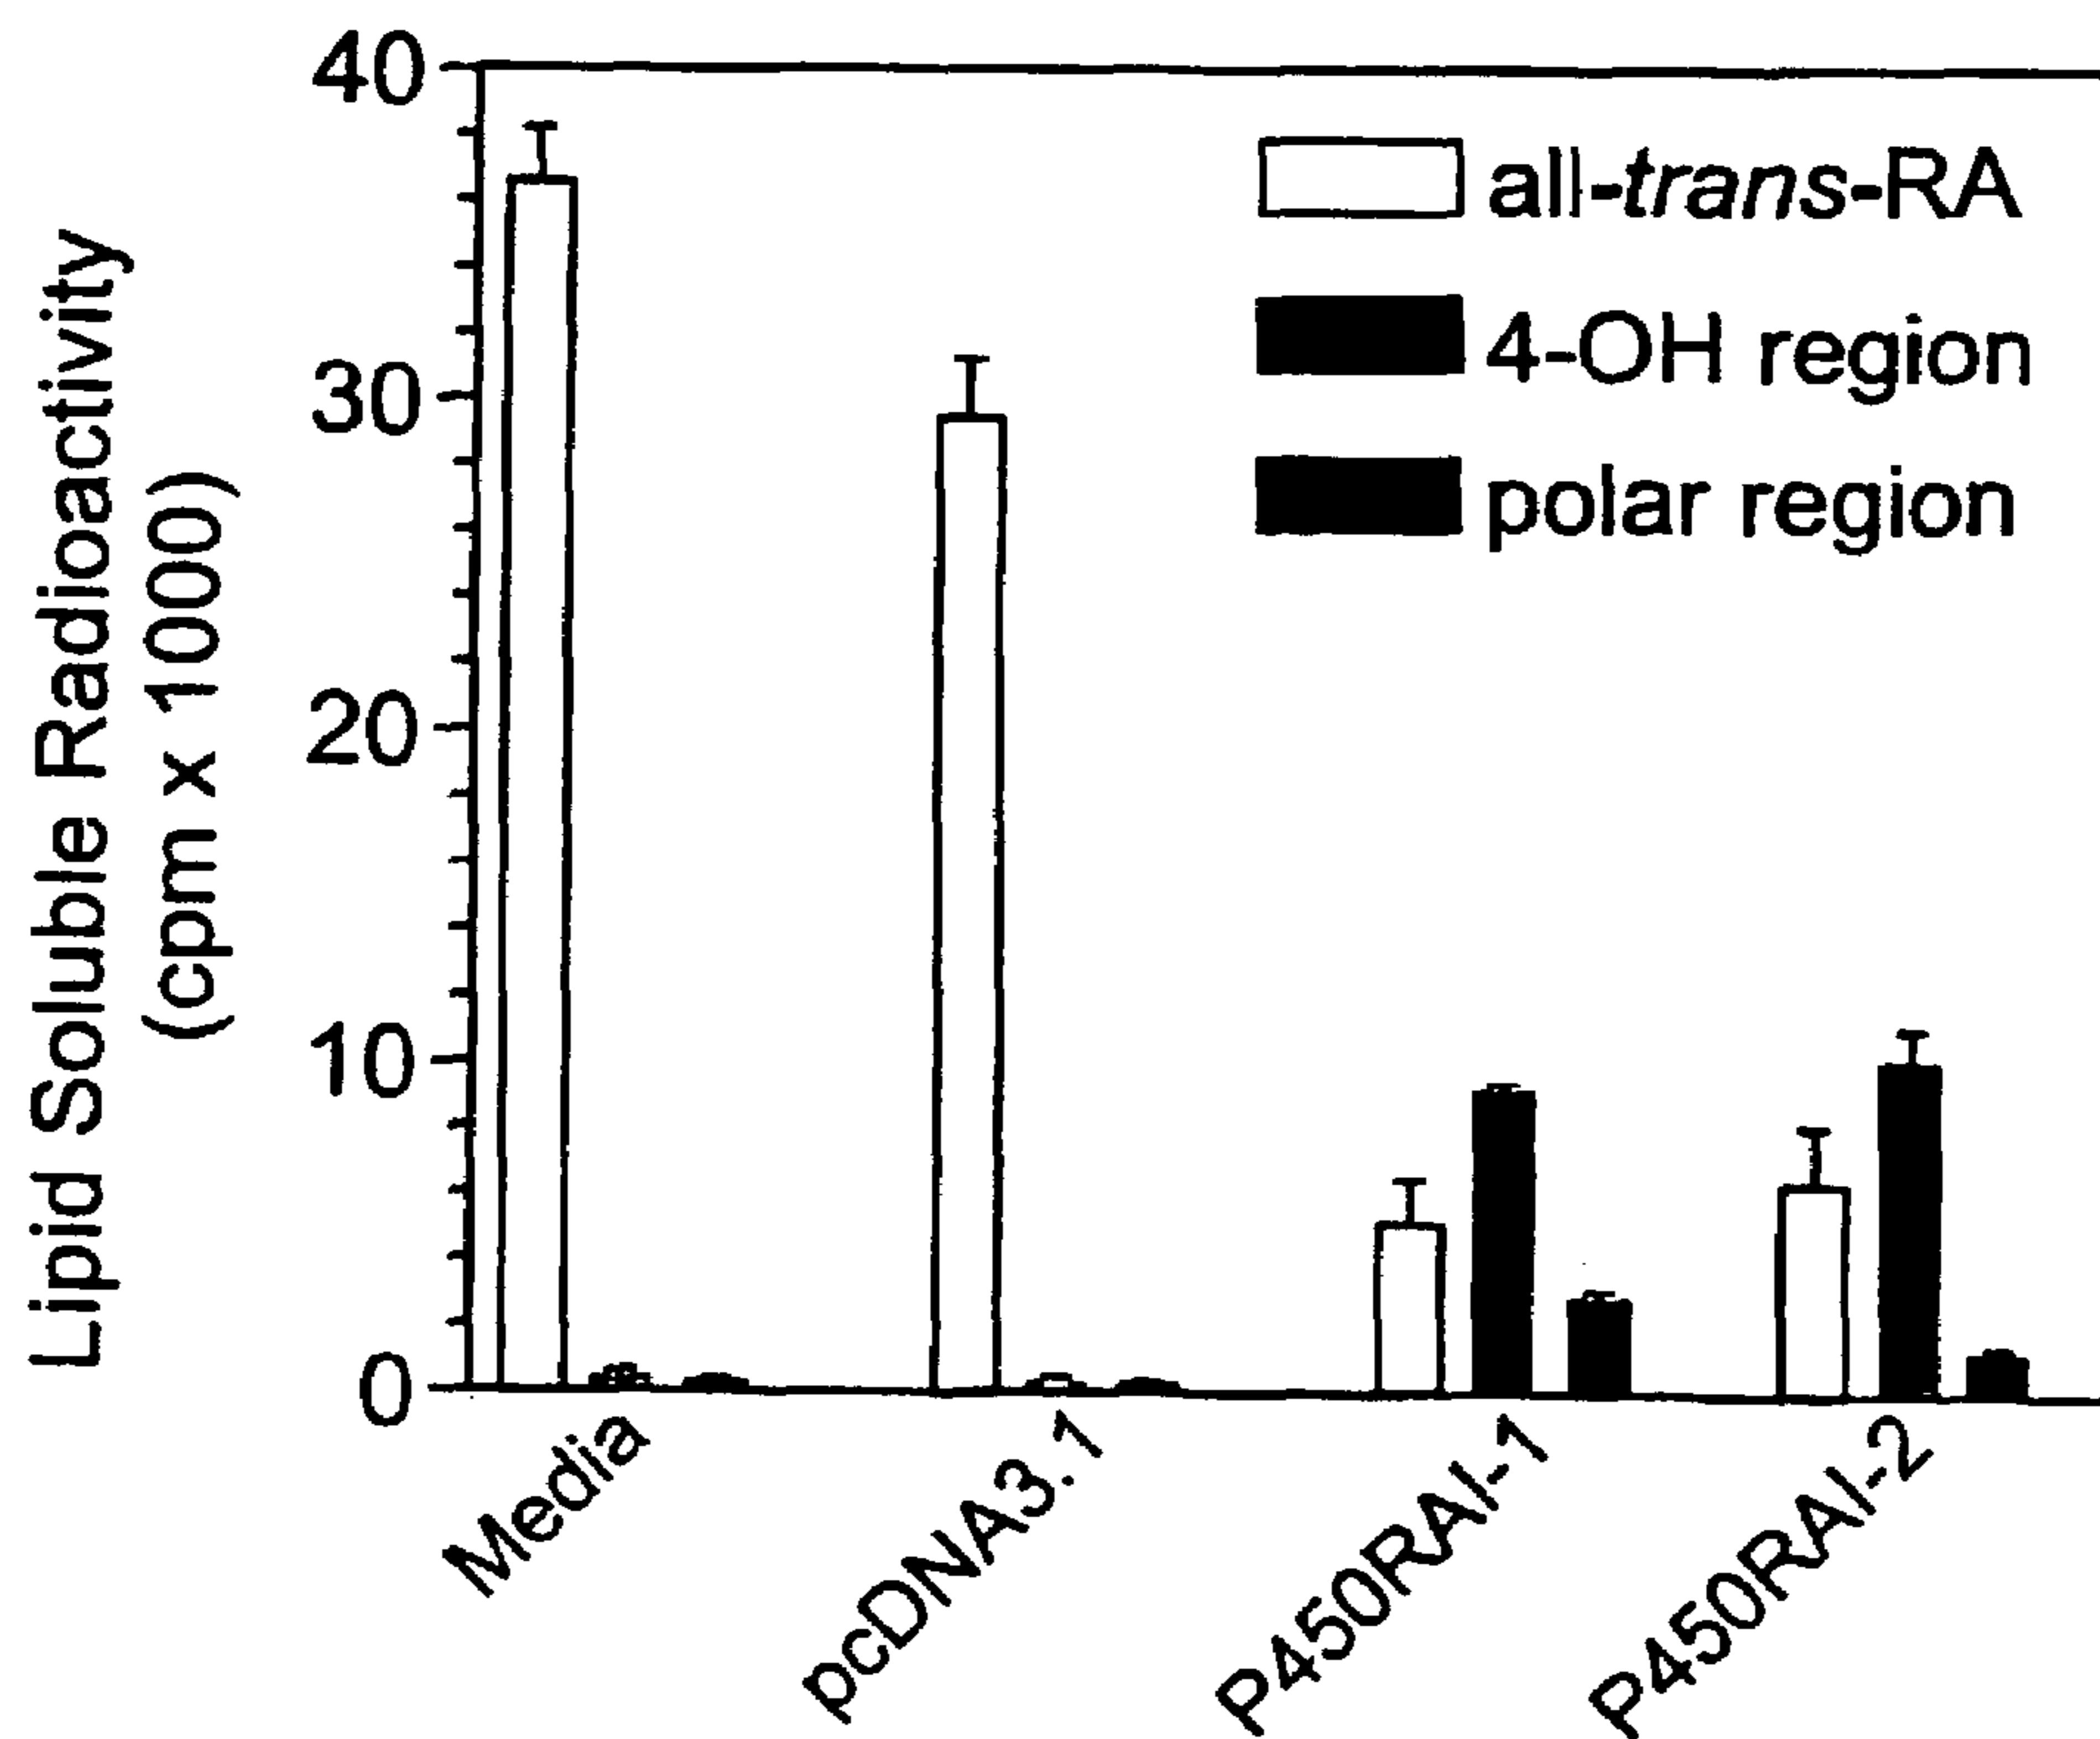 Lipid Soluble Radioactivity
(cpm x 1000)
40
30
20
10
0
all-trans-RA
4-OH region
polar region
Media
pcDNA3.1
P450RAI-1
P450RAI-2